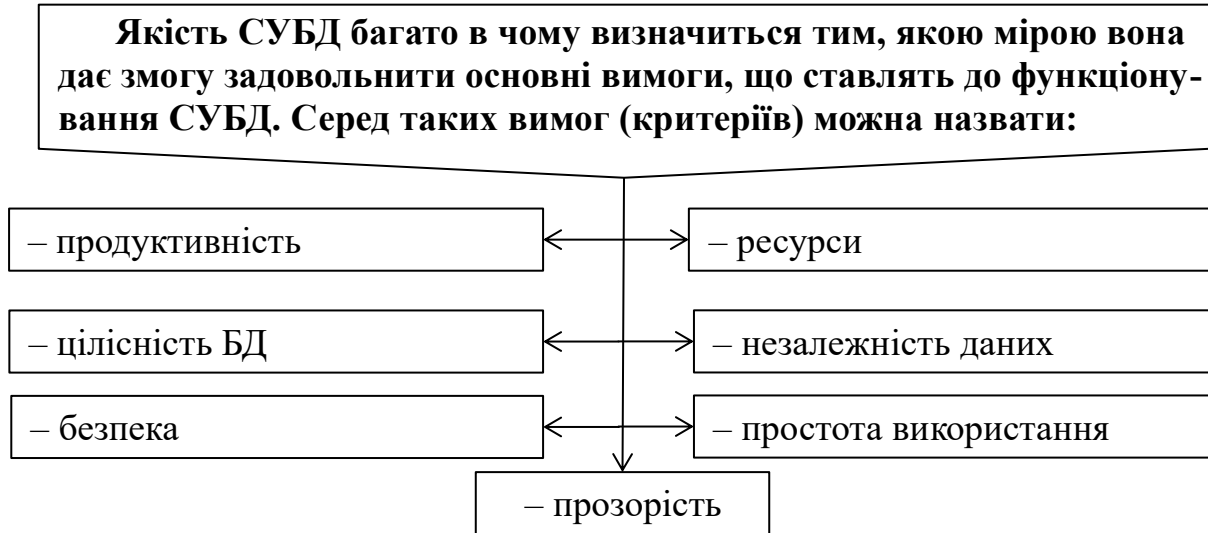 Якість СУБД багато в чому визначиться тим, якою мірою вона
дає змогу задовольнити основні вимоги, що ставлять до функціону-
вання СУБД. Серед таких вимог (критеріїв) можна назвати:
– продуктивність
– ресурси
– цілісність БД
– незалежність даних
– безпека
– простота використання
– прозорість